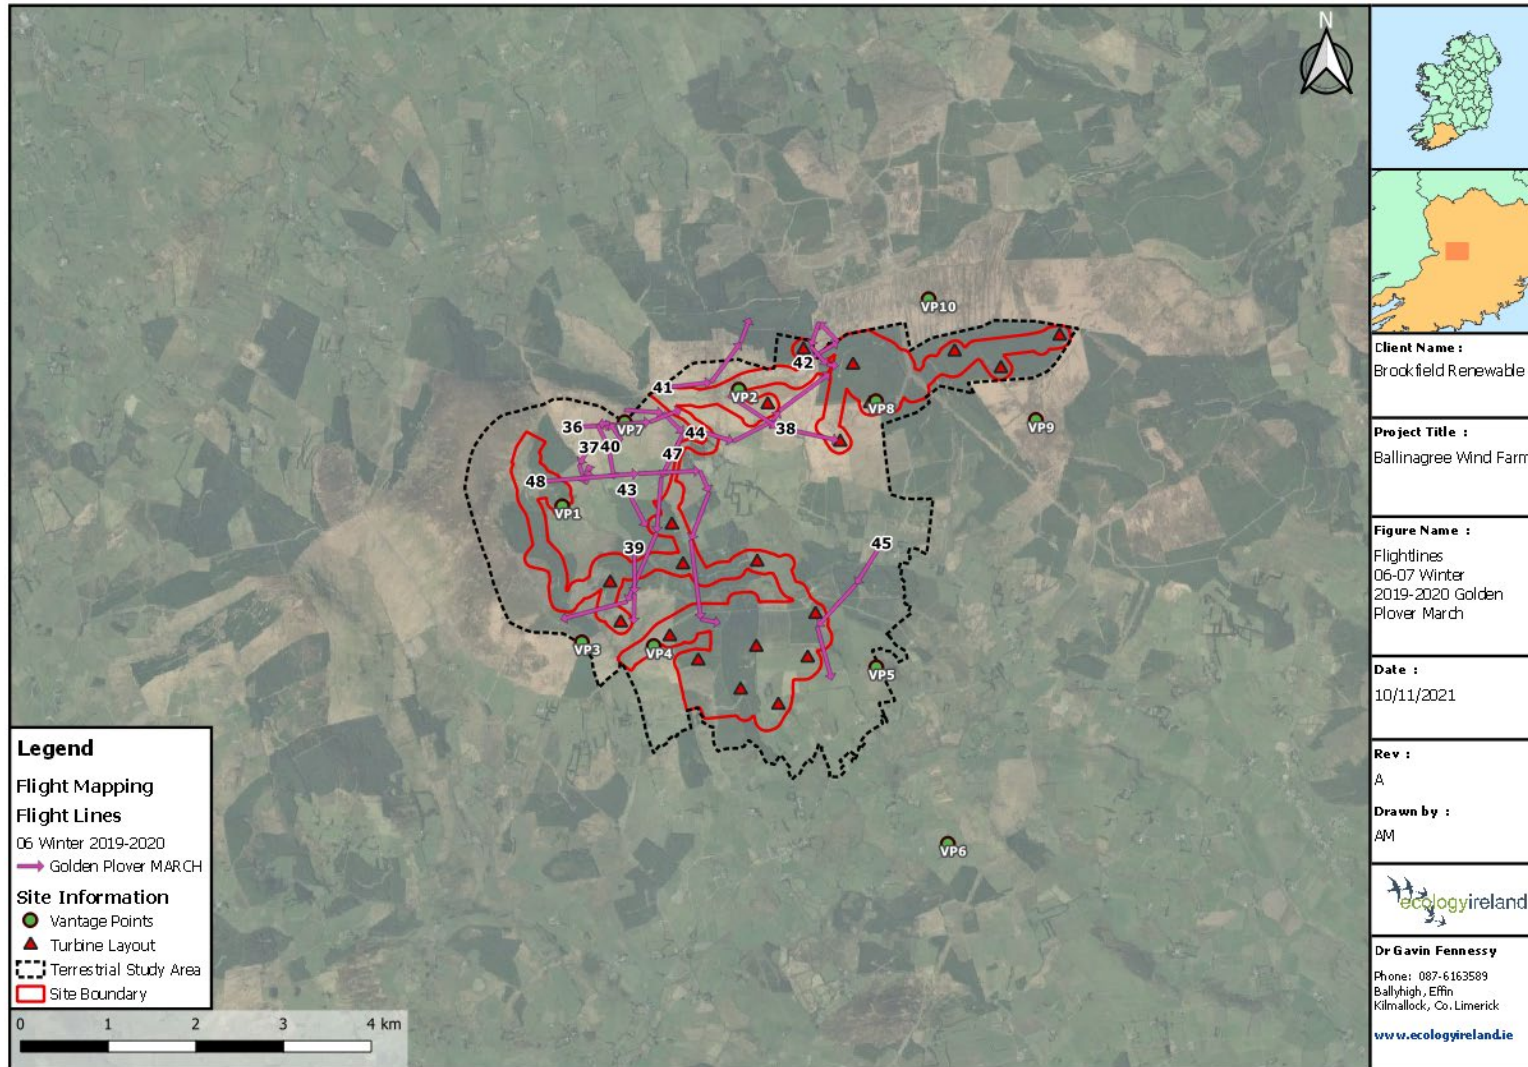 N
VP10
42
41
VP2
VP8
36
VP7
44
38
VP9
37
40
47
48
43
VP1
39
45
VP3
VP4
VP5
VP6
Legend
Flight Mapping
Flight Lines
06 Winter 2019-2020
Golden Plover MARCH
Site Information
Vantage Points
Turbine Layout
Terrestrial Study Area
Site Boundary
0 1 2 3 4 km
Client Name :
Brookfield Renewable
Project Title :
Ballinagree Wind Farm
Figure Name :
Flightlines
06-07 Winter
2019-2020 Golden
Plover March
Date :
10/11/2021
Rev :
A
Drawn by :
AM
ecologyireland
Dr Gavin Fennessy
Phone: 087-6163589
Ballyhigh, Effin
Kilmallock, Co. Limerick
www.ecologyireland.ie